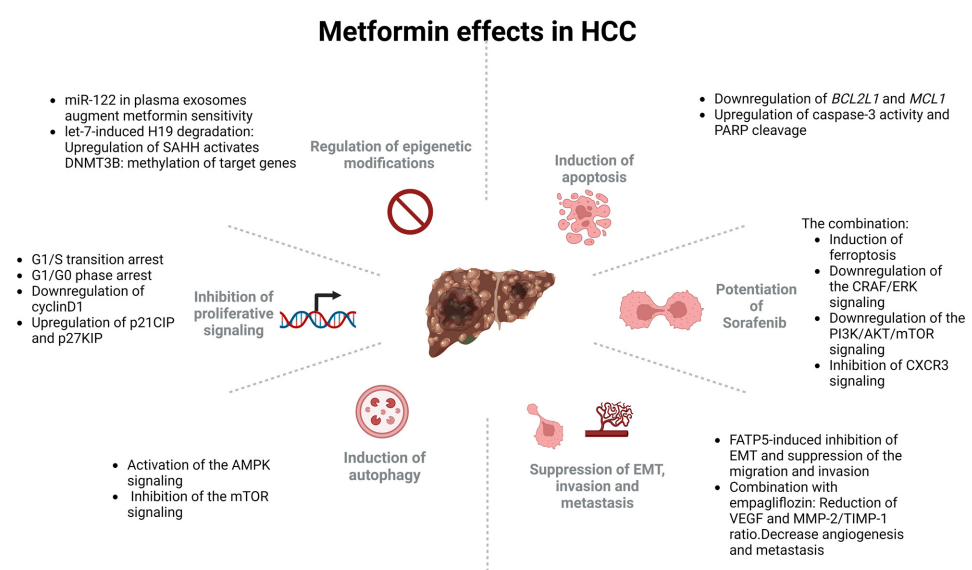 Metformin effects in HCC
• miR-122 in plasma exosomes
augment metformin sensitivity
• let-7-induced H19 degradation:
Upregulation of SAHH activates
DNMT3B: methylation of target genes
Regulation of epigenetic
modifications
Induction of
apoptosis
• Downregulation of BCL2L1 and MCL1
• Upregulation of caspase-3 activity and
PARP cleavage
• G1/S transition arrest
• G1/G0 phase arrest
• Downregulation of
cyclinD1
• Upregulation of p21CIP
and p27KIP
Inhibition of
proliferative
signaling
Potentiation
of
Sorafenib
The combination:
• Induction of
ferroptosis
• Downregulation of
the CRAF/ERK
signaling
• Downregulation of the
PI3K/AKT/mTOR
signaling
• Inhibition of CXCR3
signaling
Induction of
autophagy
• Activation of the AMPK
signaling
• Inhibition of the mTOR
signaling
Suppression of EMT,
invasion and
metastasis
• FATP5-induced inhibition of
EMT and suppression of the
migration and invasion
• Combination with
empagliflozin: Reduction of
VEGF and MMP-2/TIMP-1
ratio.Decrease angiogenesis
and metastasis